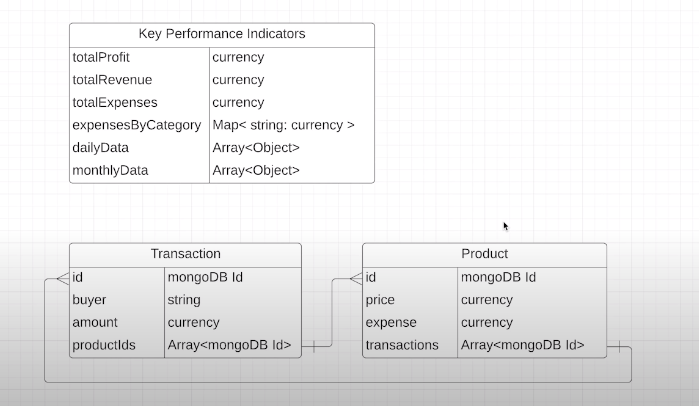 Key Performance Indicators
totalProfit currency
totalRevenue currency
totalExpenses currency
expensesByCategory Map< string: currency >
dailyData Array<Object>
monthlyData Array<Object>
Transaction
id mongoDB Id
buyer string
amount currency
productIds Array<mongoDB Id>
Product
id mongoDB Id
price currency
expense currency
transactions Array<mongoDB Id>